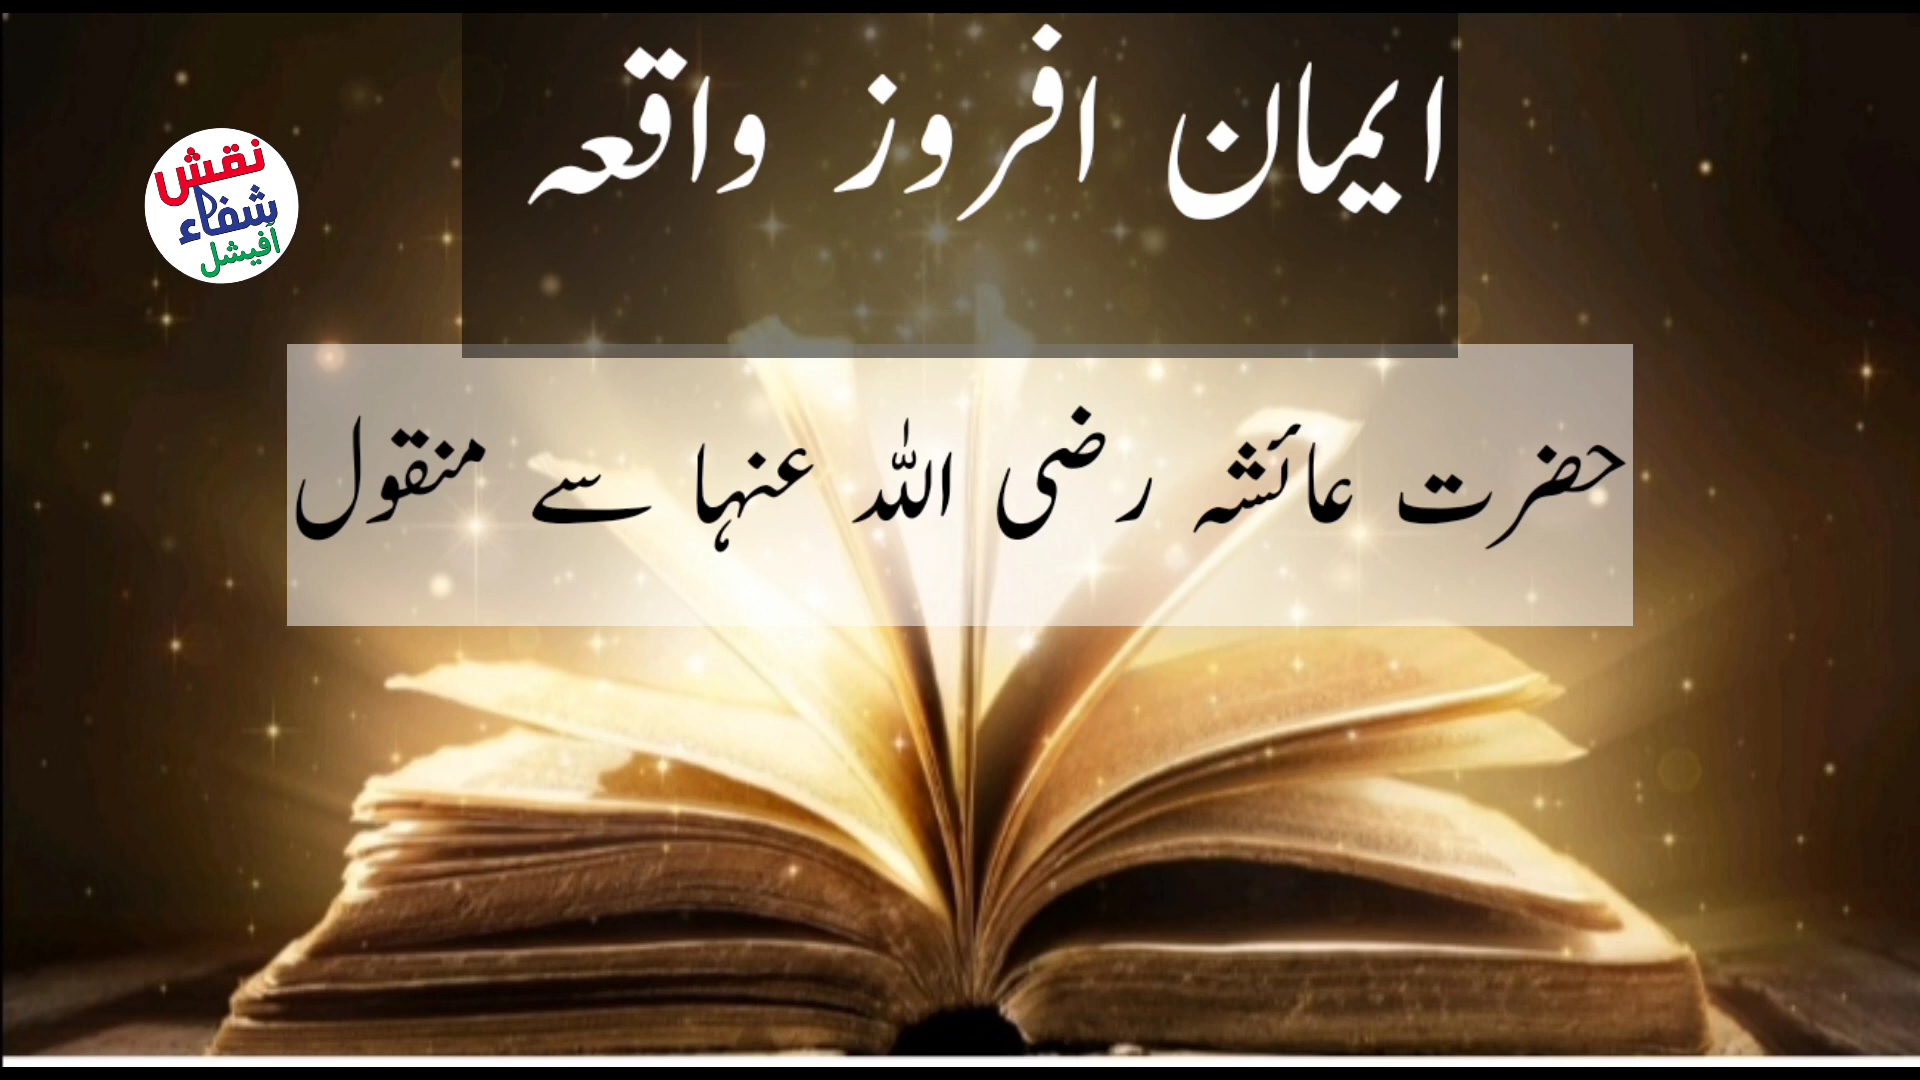 ایمان افروز واقعہ
نقش
شفاء
آفیشل
حضرت عائشہ رضی اللہ عنہا سے منقول